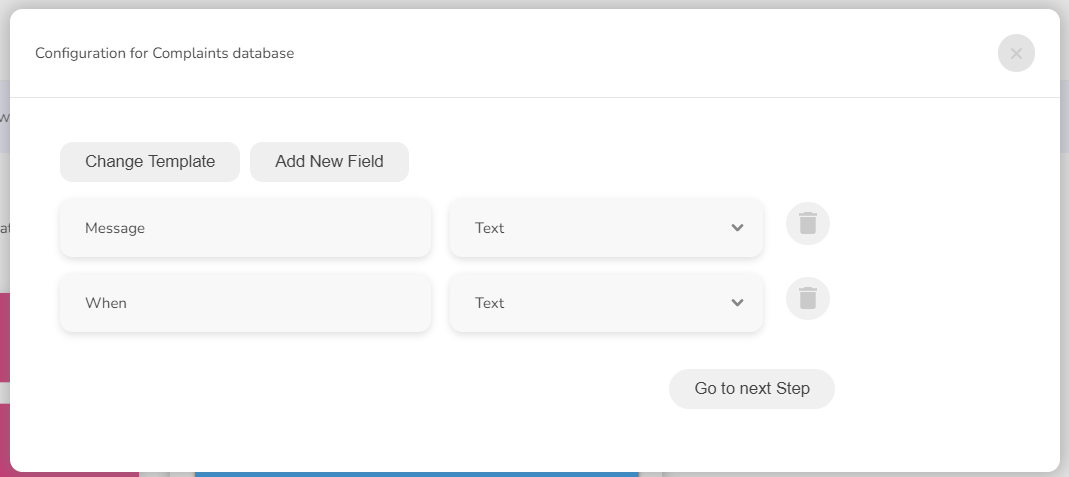 Configuration for Complaints database
Change Template
Add New Field
Message
Text
When
Text
Go to next Step